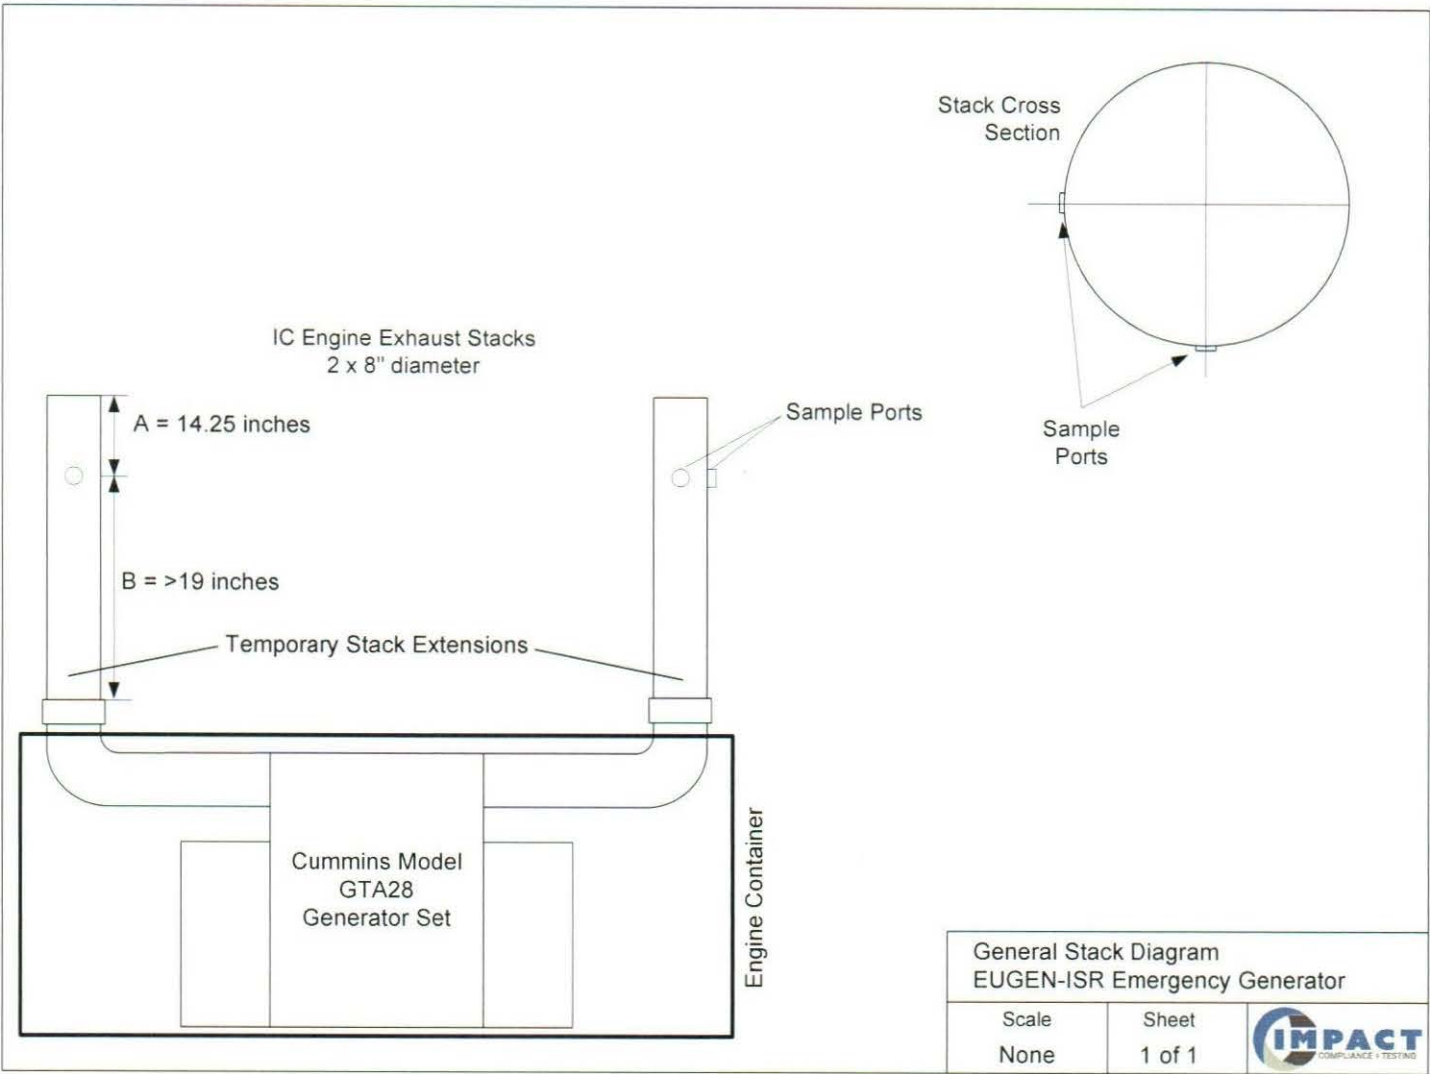 Stack Cross
Section
IC Engine Exhaust Stacks
2 x 8" diameter
A = 14.25 inches
Sample Ports
Sample
Ports
B = >19 inches
Temporary Stack Extensions
Cummins Model
GTA28
Generator Set
Engine Container
General Stack Diagram
EUGEN-ISR Emergency Generator
Scale
None
Sheet
1 of 1
IMPACT
COMPLIANCE + TESTING